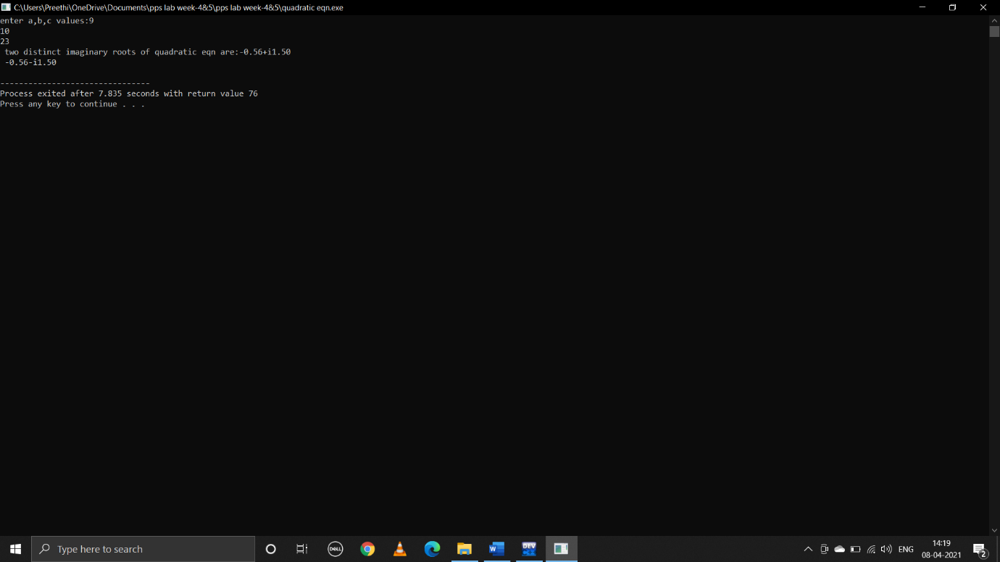 C:\Users\Preethi\OneDrive\Documents\pps lab week-4&5\pps lab week-4&5\quadratic eqn.exe
enter a,b,c values:9
10
23
two distinct imaginary roots of quadratic eqn are:-0.56+i1.50
-0.56-i1.50
--------------------------------
Process exited after 7.835 seconds with return value 76
Press any key to continue . . .
Type here to search
DELL
W
DEV
C++
ENG
14:19
08-04-2021
2